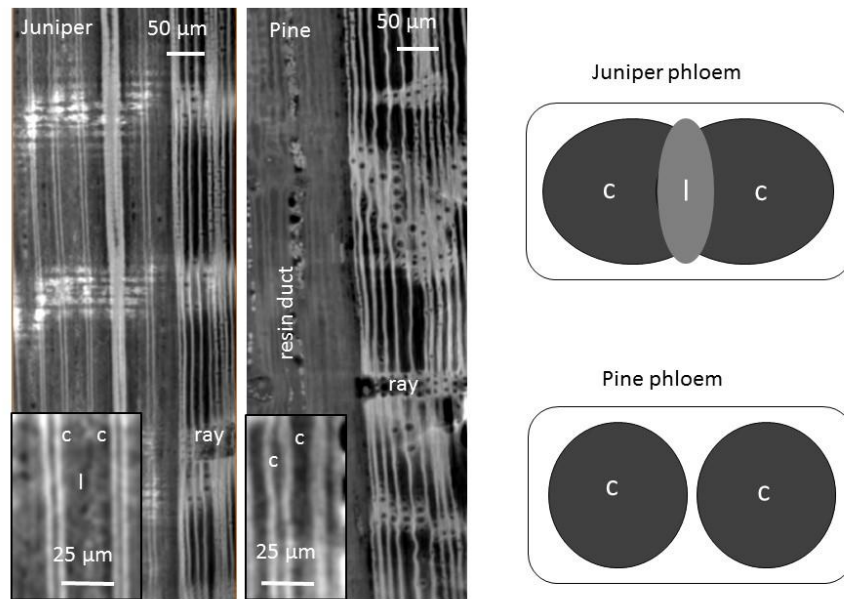 Juniper
50 μm
ray
c c
l
25 μm
Pine
50 μm
resin duct
ray
c
c
25 μm
Juniper phloem
c l c
Pine phloem
c c